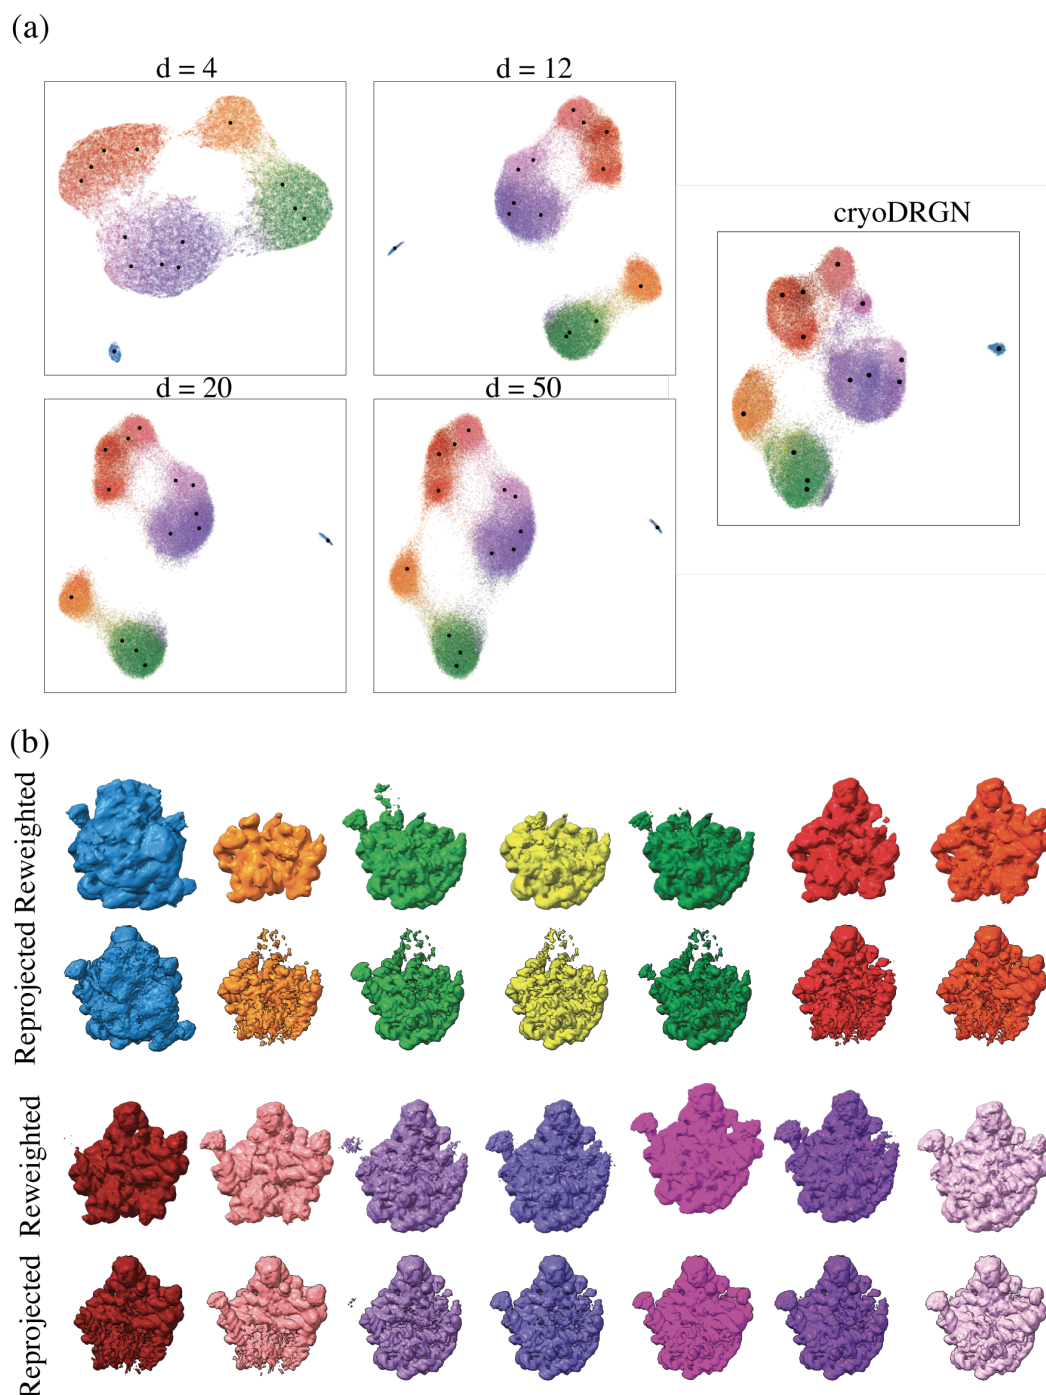 (a)
d = 4
d = 12
cryoDRGN
d = 20
d = 50
(b)
Reweighted
Reprojected
Reweighted
Reprojected